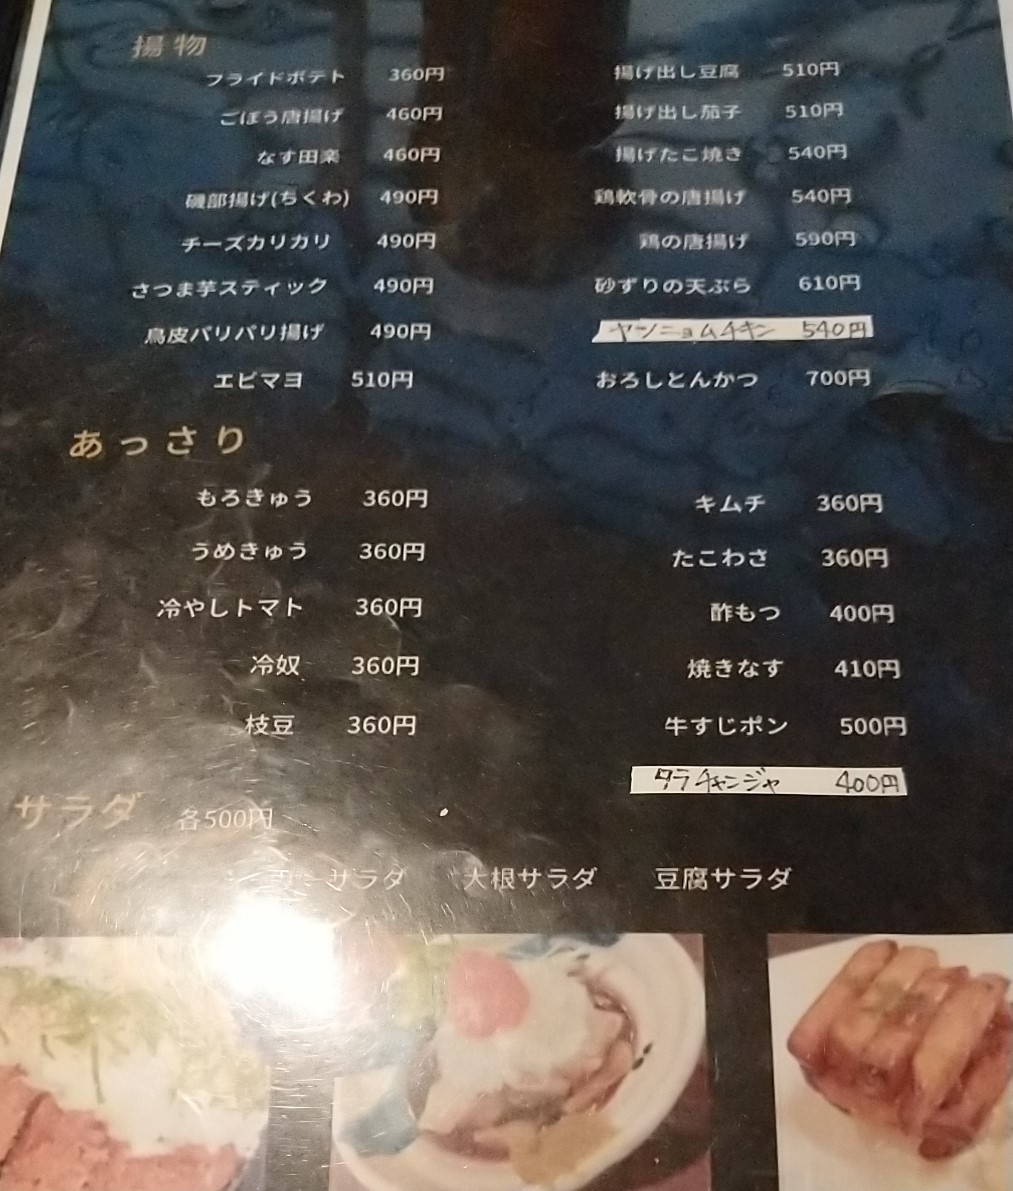 揚物
フライドポテト 360円
ごぼう唐揚げ 460円
なす田楽 460円
磯部揚げ(ちくわ) 490円
チーズカリカリ 490円
さつま芋スティック 490円
鳥皮パリパリ揚げ 490円
エビマヨ 510円
揚げ出し豆腐 510円
揚げ出し茄子 510円
揚げたこ焼き 540円
鶏軟骨の唐揚げ 540円
鶏の唐揚げ 590円
砂ずりの天ぷら 610円
ヤンニョムチキン 540円
おろしとんかつ 700円
あっさり
もろきゅう 360円
うめきゅう 360円
冷やしトマト 360円
冷奴 360円
枝豆 360円
キムチ 360円
たこわさ 360円
酢もつ 400円
焼きなす 410円
牛すじポン 500円
タラチャンジャ 400円
サラダ 各500円
サラダ 大根サラダ 豆腐サラダ